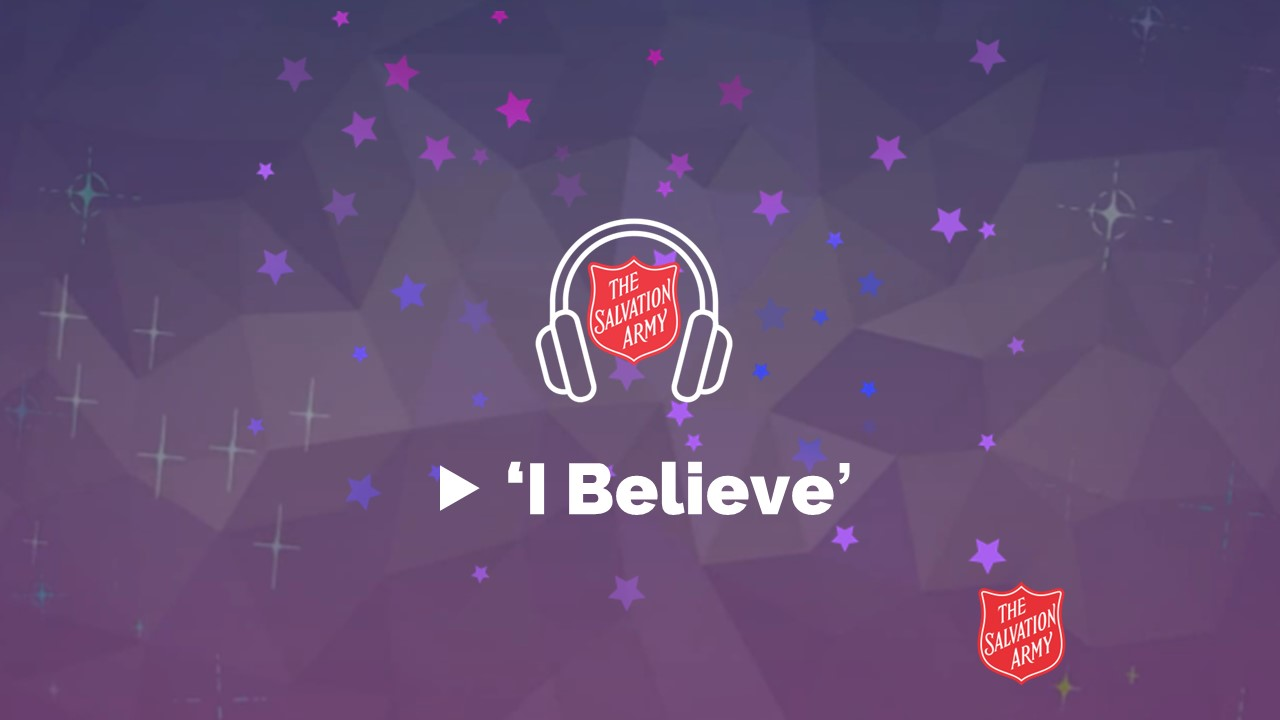 THE
SALVATION
ARMY
‘I Believe’
THE
SALVATION
ARMY